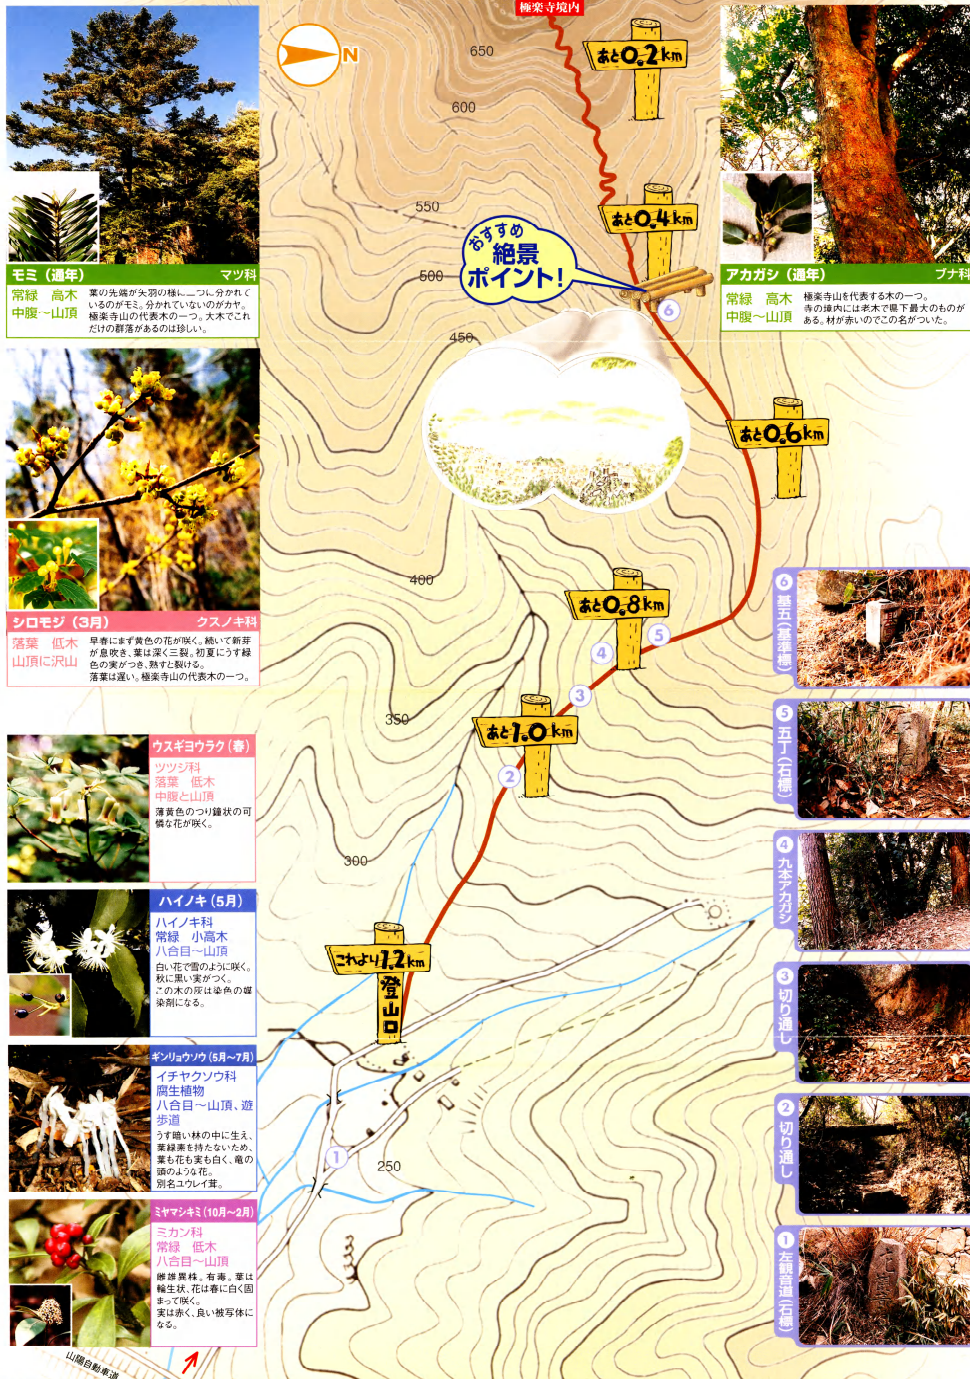 極楽寺境内
あと0.2km
N
650
600
550
500
450
400
350
300
250
あと0.4km
おすすめ
絶景
ポイント!
6
あと0.6km
あと0.8km
5
4
3
あと1.0km
2
これより1.2km
登山口
1
山陽自動車道
モミ（通年） マツ科
常緑 高木
中腹〜山頂
葉の先端が矢羽の様に二つに分かれて
いるのがモミ。分かれていないのがカヤ。
極楽寺山の代表木の一つ。大木でこれ
だけの群落があるのは珍しい。
シロモジ（3月） クスノキ科
落葉 低木
山頂に沢山
早春にまず黄色の花が咲く。続いて新芽
が息吹き、葉は深く三裂。初夏にうす緑
色の実がつき、熟すと裂ける。
落葉は遅い。極楽寺山の代表木の一つ。
ウスギヨウラク（春）
ツツジ科
落葉 低木
中腹と山頂
薄黄色のつり鐘状の可
憐な花が咲く。
ハイノキ（5月）
ハイノキ科
常緑 小高木
八合目〜山頂
白い花で雪のように咲く。
秋に黒い実がつく。
この木の灰は染色の媒
染剤になる。
ギンリョウソウ（5月〜7月）
イチヤクソウ科
腐生植物
八合目〜山頂、遊
歩道
うす暗い林の中に生え、
葉緑素を持たないため、
葉も花も実も白く、竜の
頭のような花。
別名ユウレイ茸。
ミヤマシキミ（10月〜2月）
ミカン科
常緑 低木
八合目〜山頂
雌雄異株。有毒。葉は
輪生状、花は春に白く固
まって咲く。
実は赤く、良い被写体に
なる。
アカガシ（通年） ブナ科
常緑 高木
中腹〜山頂
極楽寺山を代表する木の一つ。
寺の境内には老木で県下最大のものが
ある。材が赤いのでこの名がついた。
6 基五（基準標）
5 五丁（石標）
4 九本アカガシ
3 切り通し
2 切り通し
1 左観音道（石標）